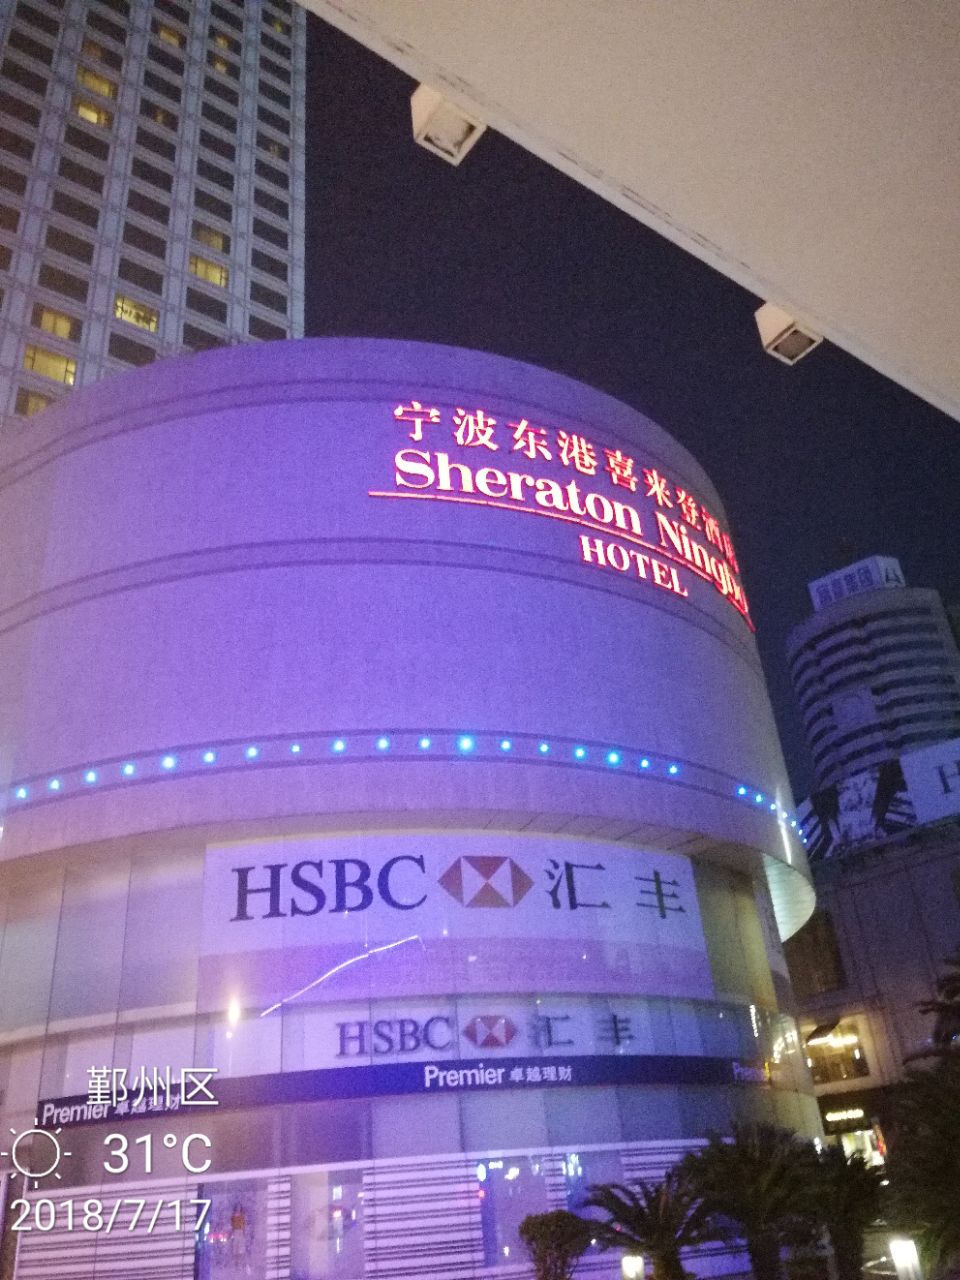 宁波东港喜来登酒店
Sheraton Ningbo
HOTEL
HSBC 汇丰
HSBC 汇丰
Premier 卓越理财
Premier
Premier 卓越理财
鄞州区
31°C
2018/7/17